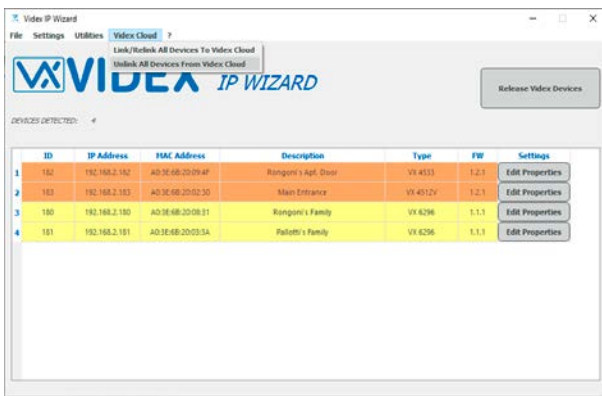 Videx IP Wizard
File Settings Utilities Videx Cloud ?
Link/Relink All Devices To Videx Cloud
Unlink All Devices From Videx Cloud
VIDEX IP WIZARD
Release Videx Devices
DEVICES DETECTED: 4
ID IP Address MAC Address Description Type FW Settings
1 182 192.168.2.182 A0:3E:6B:20:09:4F Rongoni's Apt. Door VX 4533 1.2.1 Edit Properties
2 183 192.168.2.183 A0:3E:6B:20:02:50 Main Entrance VX 4512V 1.2.1 Edit Properties
3 180 192.168.2.180 A0:3E:6B:20:08:31 Rongoni's Family VX 6296 1.1.1 Edit Properties
4 181 192.168.2.181 A0:3E:6B:20:03:3A Pallotti's Family VX 6296 1.1.1 Edit Properties